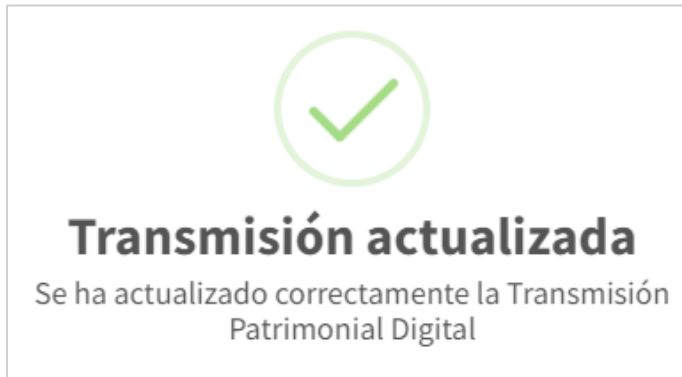 Transmisión actualizada
Se ha actualizado correctamente la Transmisión
Patrimonial Digital